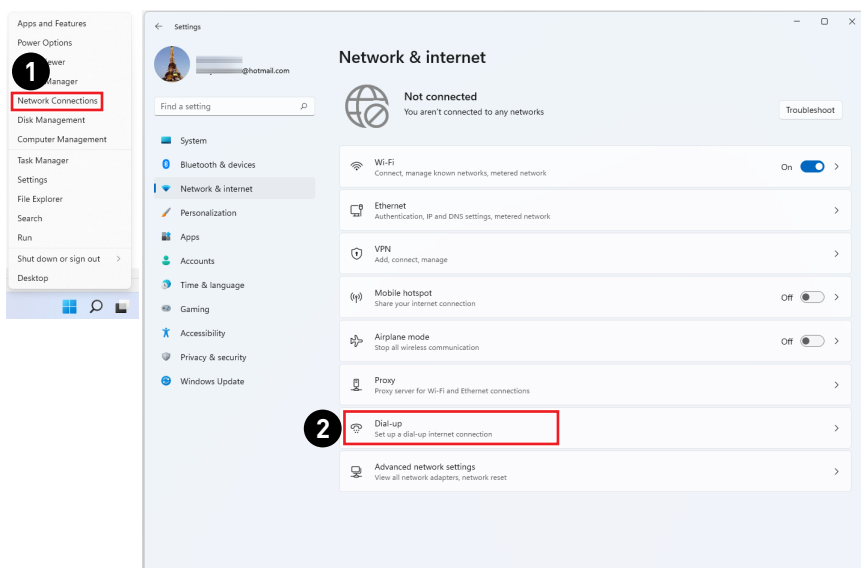 Apps and Features
Power Options
ewer
1
Manager
Network Connections
Disk Management
Computer Management
Task Manager
Settings
File Explorer
Search
Run
Shut down or sign out
Desktop
Settings
@hotmail.com
Find a setting
System
Bluetooth & devices
Network & internet
Personalization
Apps
Accounts
Time & language
Gaming
Accessibility
Privacy & security
Windows Update
Network & internet
Not connected
You aren't connected to any networks
Troubleshoot
Wi-Fi
Connect, manage known networks, metered network
On
Ethernet
Authentication, IP and DNS settings, metered network
VPN
Add, connect, manage
Mobile hotspot
Share your internet connection
Off
Airplane mode
Stop all wireless communication
Off
Proxy
Proxy server for Wi-Fi and Ethernet connections
2
Dial-up
Set up a dial-up internet connection
Advanced network settings
View all network adapters, network reset